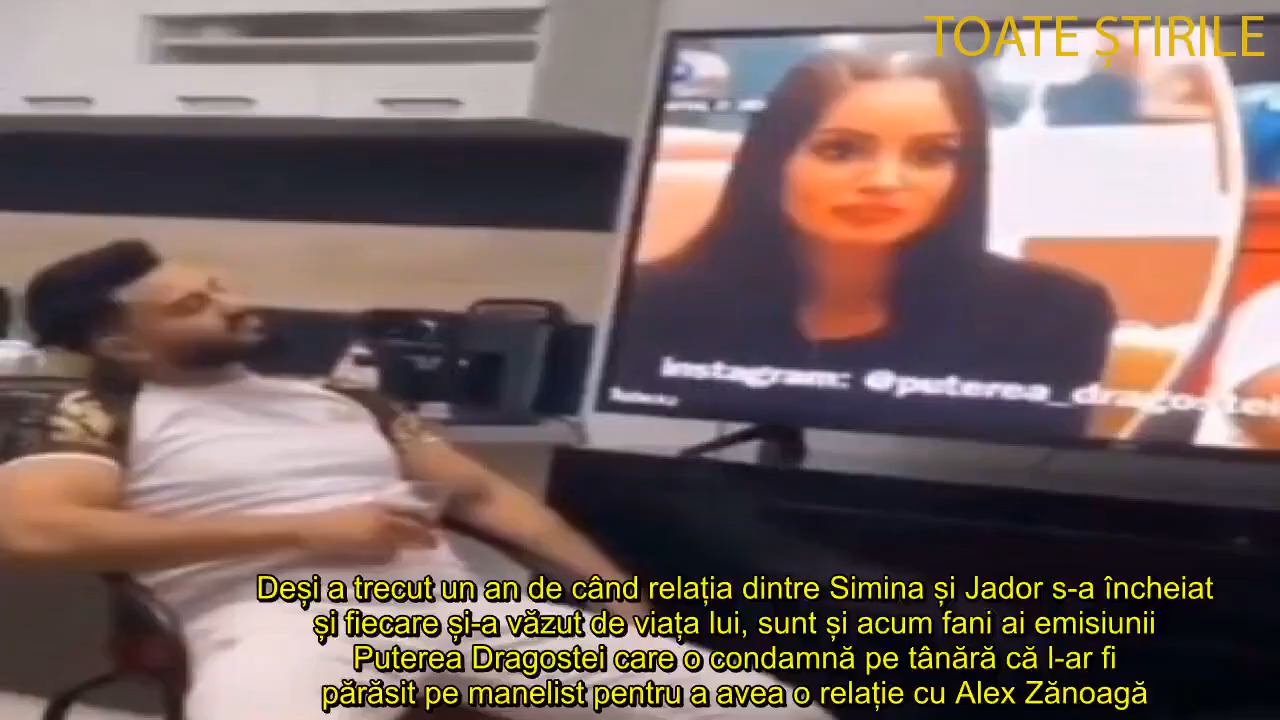 TOATE ȘTIRILE
Instagram: @puterea_dragostei
Deși a trecut un an de când relația dintre Simina și Jador s-a încheiat
și fiecare și-a văzut de viața lui, sunt și acum fani ai emisiunii
Puterea Dragostei care o condamnă pe tânără că l-ar fi
părăsit pe manelist pentru a avea o relație cu Alex Zănoagă